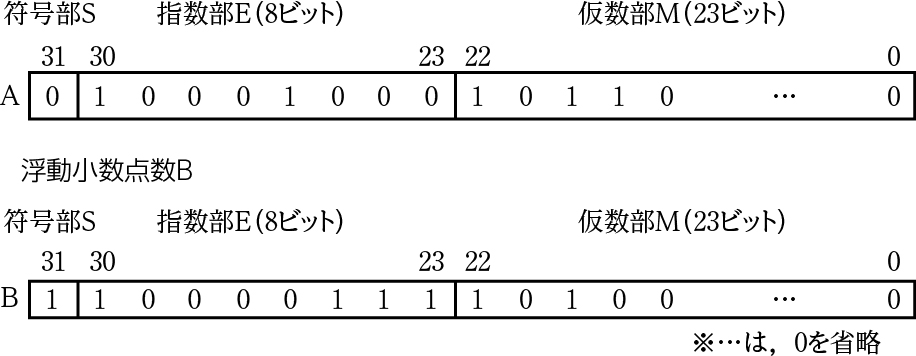 符号部S 指数部E(8ビット) 仮数部M(23ビット)
31 30 23 22 0
A 0 1 0 0 0 1 0 0 0 1 0 1 1 0 … 0
浮動小数点数B
符号部S 指数部E(8ビット) 仮数部M(23ビット)
31 30 23 22 0
B 1 1 0 0 0 0 1 1 1 1 0 1 0 0 … 0
※…は，0を省略